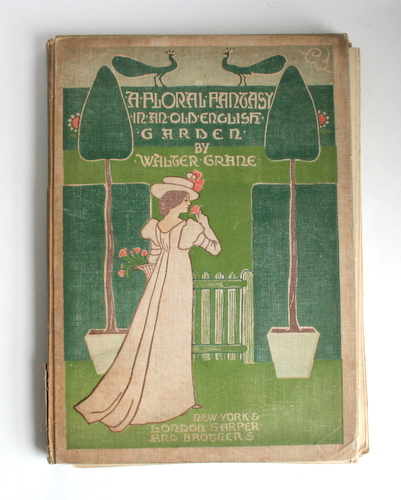 A·FLORAL·FANTASY
·IN·AN·OLD·ENGLISH·
GARDEN·
BY
WALTER·CRANE·
NEW YORK &
LONDON HARPER
AND BROTHERS·